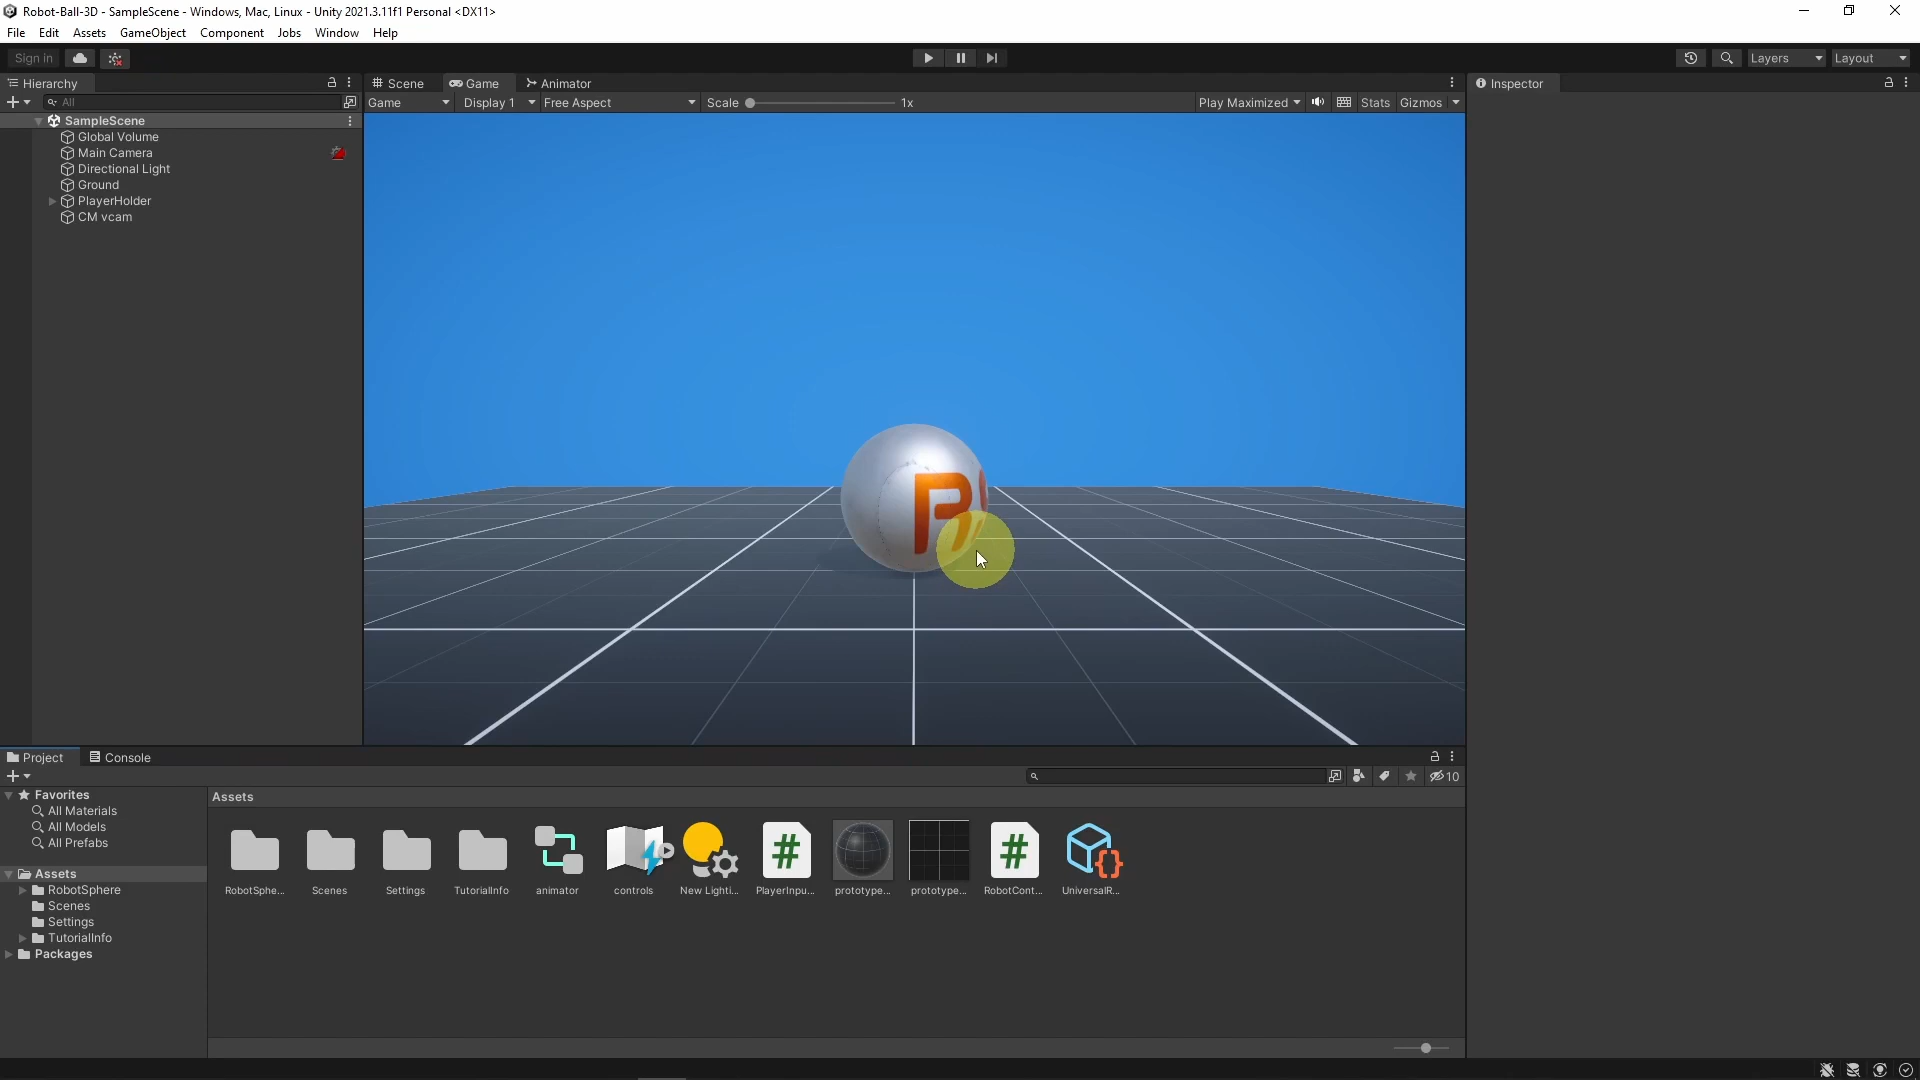 Robot-Ball-3D - SampleScene - Windows, Mac, Linux - Unity 2021.3.11f1 Personal <DX11>
File Edit Assets GameObject Component Jobs Window Help
Sign in
Layers Layout
Hierarchy
All
SampleScene
Global Volume
Main Camera
Directional Light
Ground
PlayerHolder
CM vcam
Scene Game Animator
Game Display 1 Free Aspect Scale 1x Play Maximized Stats Gizmos
Inspector
R
Project Console
10
Favorites
All Materials
All Models
All Prefabs
Assets
RobotSphere
Scenes
Settings
TutorialInfo
Packages
Assets
RobotSphe... Scenes Settings TutorialInfo animator controls New Lighti... PlayerInpu... prototype... prototype... RobotCont... UniversalR...